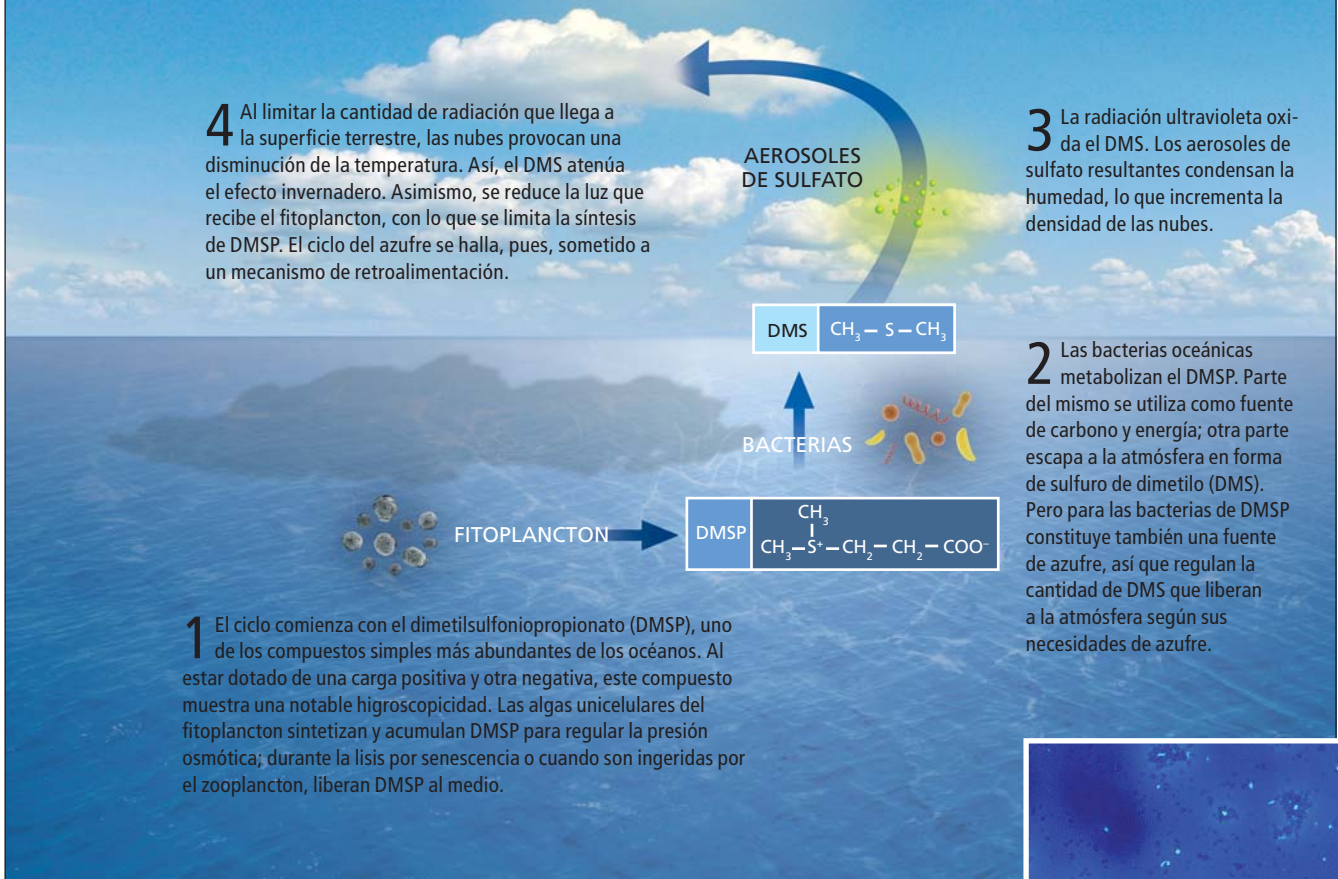 4 Al limitar la cantidad de radiación que llega a
la superficie terrestre, las nubes provocan una
disminución de la temperatura. Así, el DMS atenúa
el efecto invernadero. Asimismo, se reduce la luz que
recibe el fitoplancton, con lo que se limita la síntesis
de DMSP. El ciclo del azufre se halla, pues, sometido a
un mecanismo de retroalimentación.
AEROSOLES
DE SULFATO
3 La radiación ultravioleta oxi-
da el DMS. Los aerosoles de
sulfato resultantes condensan la
humedad, lo que incrementa la
densidad de las nubes.
DMS CH₃ — S — CH₃
2 Las bacterias oceánicas
metabolizan el DMSP. Parte
del mismo se utiliza como fuente
de carbono y energía; otra parte
escapa a la atmósfera en forma
de sulfuro de dimetilo (DMS).
Pero para las bacterias de DMSP
constituye también una fuente
de azufre, así que regulan la
cantidad de DMS que liberan
a la atmósfera según sus
necesidades de azufre.
BACTERIAS
FITOPLANCTON
CH₃
DMSP CH₃—S⁺—CH₂—CH₂—COO⁻
1 El ciclo comienza con el dimetilsulfoniopropionato (DMSP), uno
de los compuestos simples más abundantes de los océanos. Al
estar dotado de una carga positiva y otra negativa, este compuesto
muestra una notable higroscopicidad. Las algas unicelulares del
fitoplancton sintetizan y acumulan DMSP para regular la presión
osmótica; durante la lisis por senescencia o cuando son ingeridas por
el zooplancton, liberan DMSP al medio.